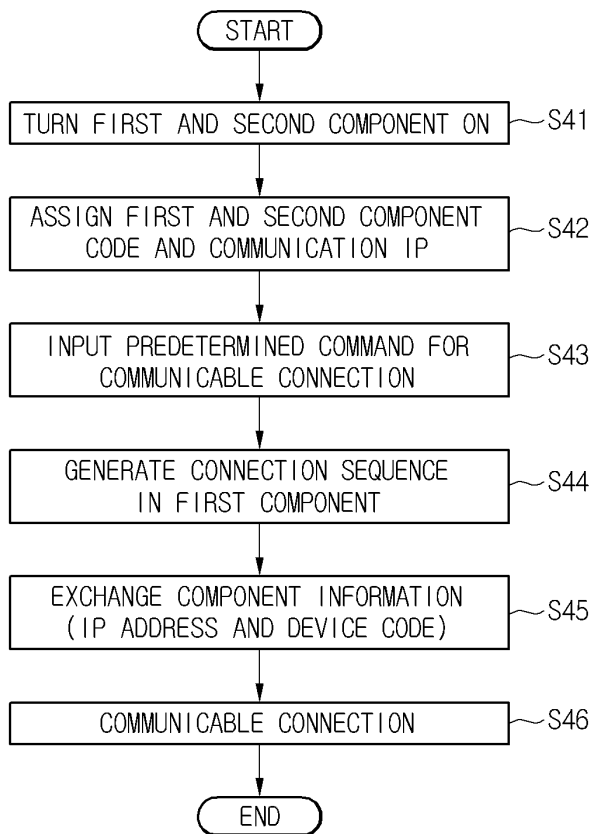 START
TURN FIRST AND SECOND COMPONENT ON
S41
ASSIGN FIRST AND SECOND COMPONENT
CODE AND COMMUNICATION IP
S42
INPUT PREDETERMINED COMMAND FOR
COMMUNICABLE CONNECTION
S43
GENERATE CONNECTION SEQUENCE
IN FIRST COMPONENT
S44
EXCHANGE COMPONENT INFORMATION
(IP ADDRESS AND DEVICE CODE)
S45
COMMUNICABLE CONNECTION
S46
END